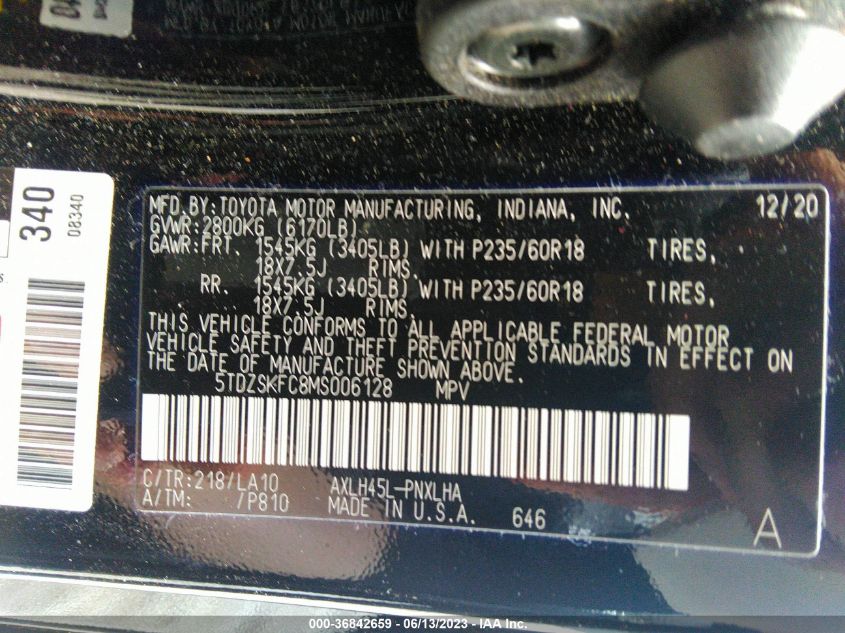 340
08340
MFD.BY:TOYOTA MOTOR MANUFACTURING, INDIANA, INC. 12/20
GVWR:2800KG (6170LB)
GAWR:FRT. 1545KG (3405LB) WITH P235/60R18 TIRES,
18X7.5J RIMS.
RR. 1545KG (3405LB) WITH P235/60R18 TIRES,
18X7.5J RIMS.
THIS VEHICLE CONFORMS TO ALL APPLICABLE FEDERAL MOTOR
VEHICLE SAFETY AND THEFT PREVENTION STANDARDS IN EFFECT ON
THE DATE OF MANUFACTURE SHOWN ABOVE.
5TDZSKFC8MS006128 MPV
C/TR:218/LA10 AXLH45L-PNXLHA
A/TM: /P810 MADE IN U.S.A. 646
A
000-36842659 - 06/13/2023 - IAA Inc.